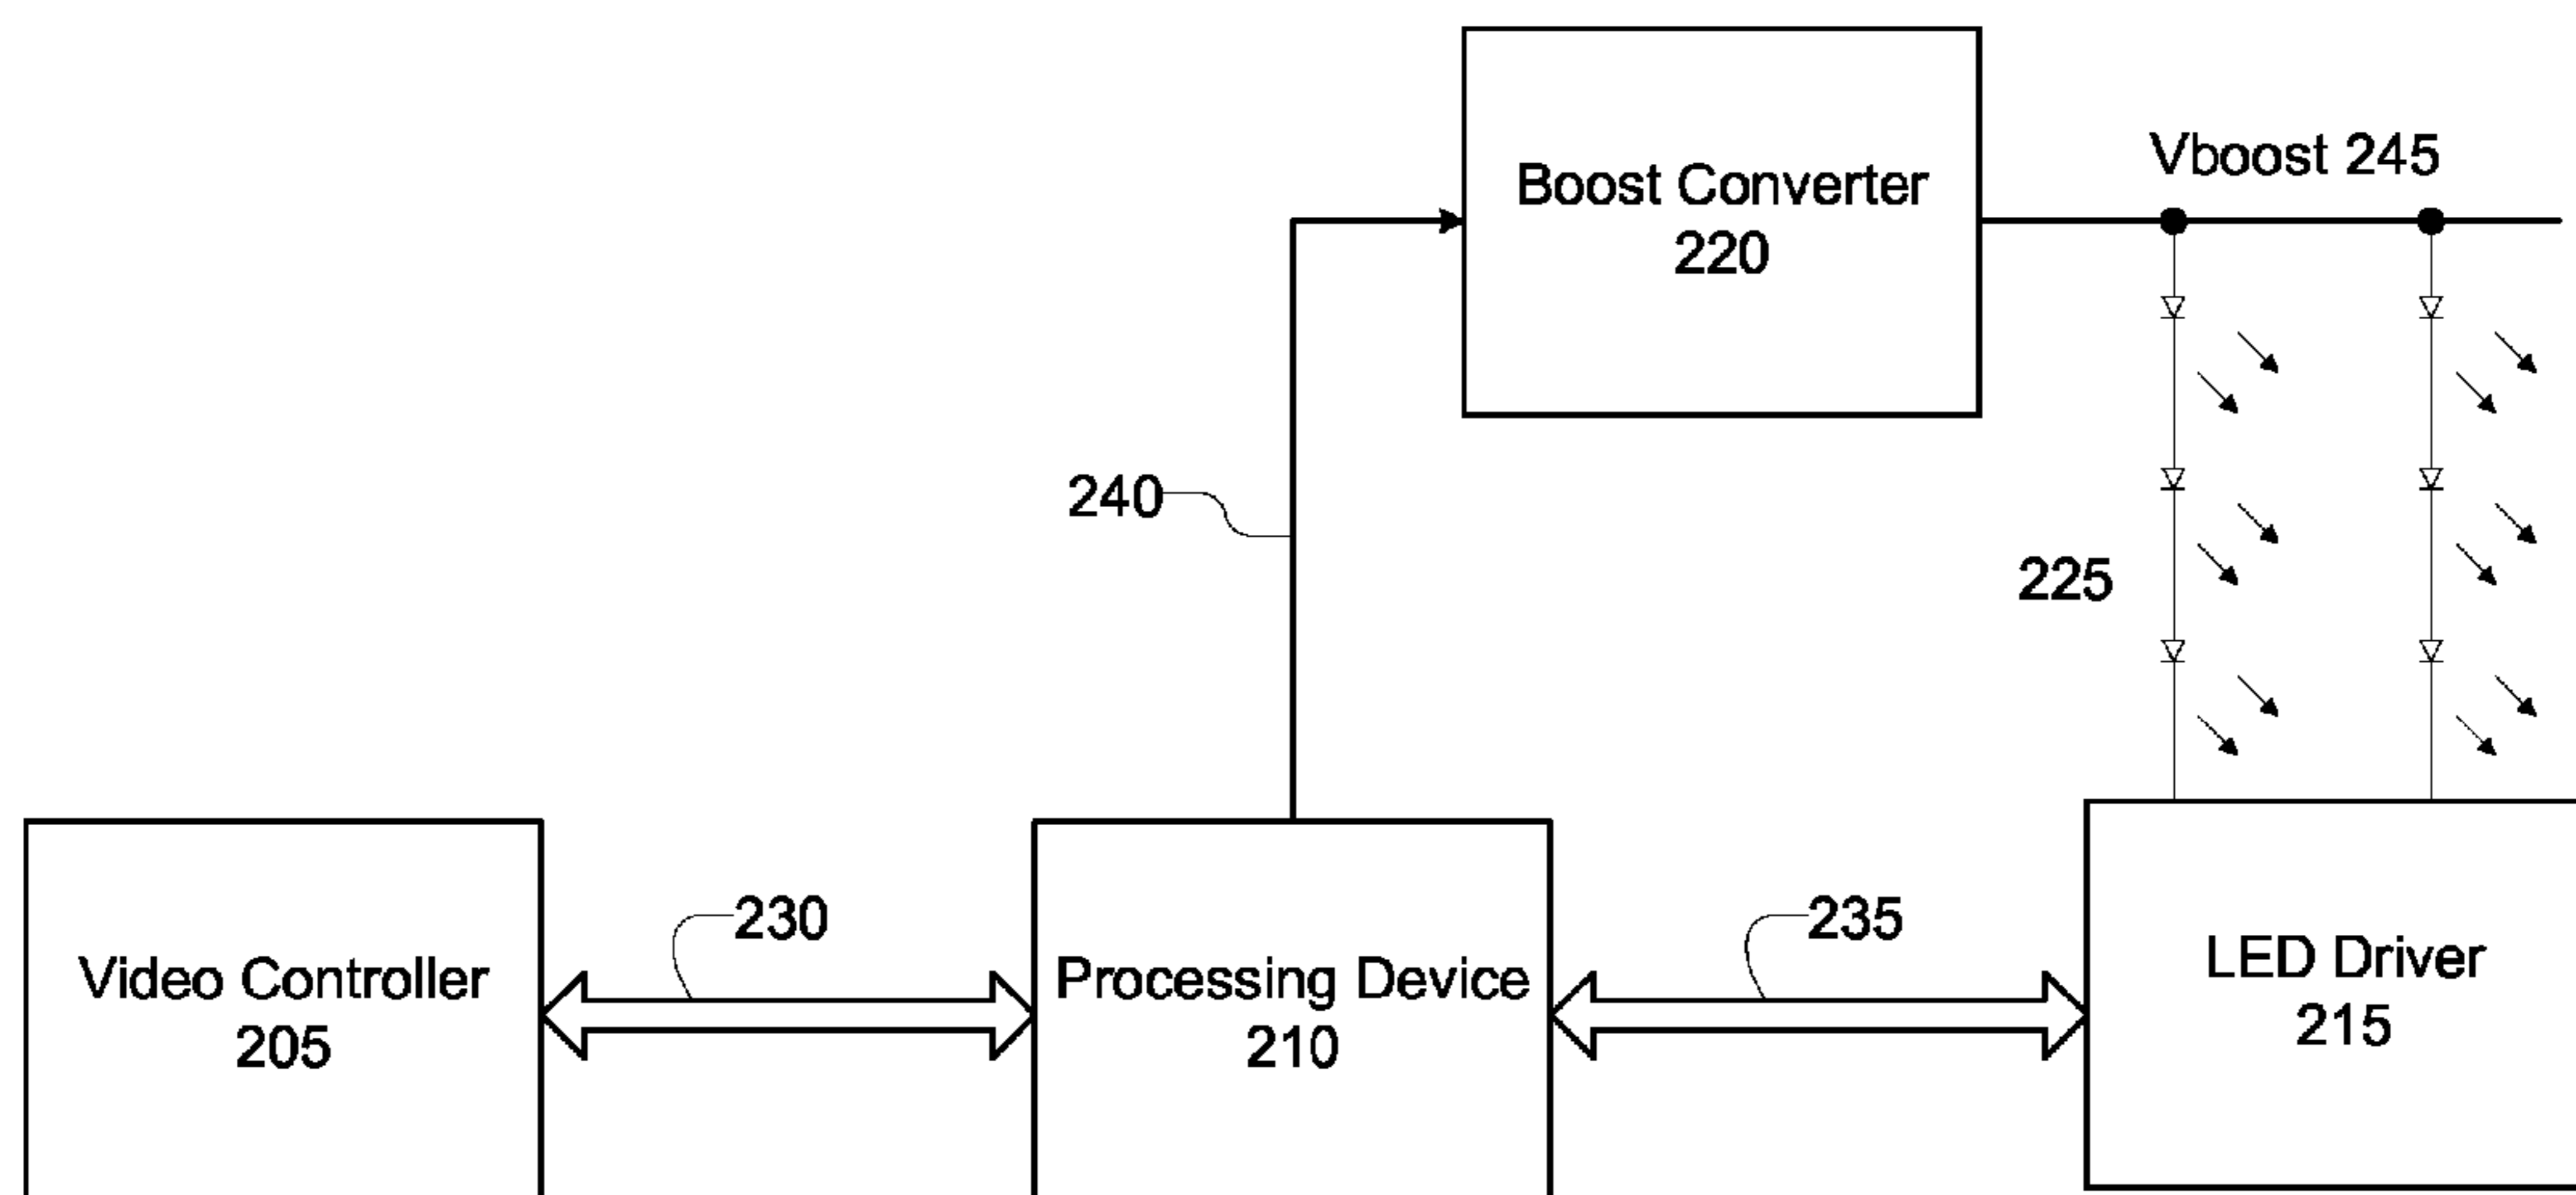 Boost Converter
220
Vboost 245
240
225
230
235
Video Controller
205
Processing Device
210
LED Driver
215